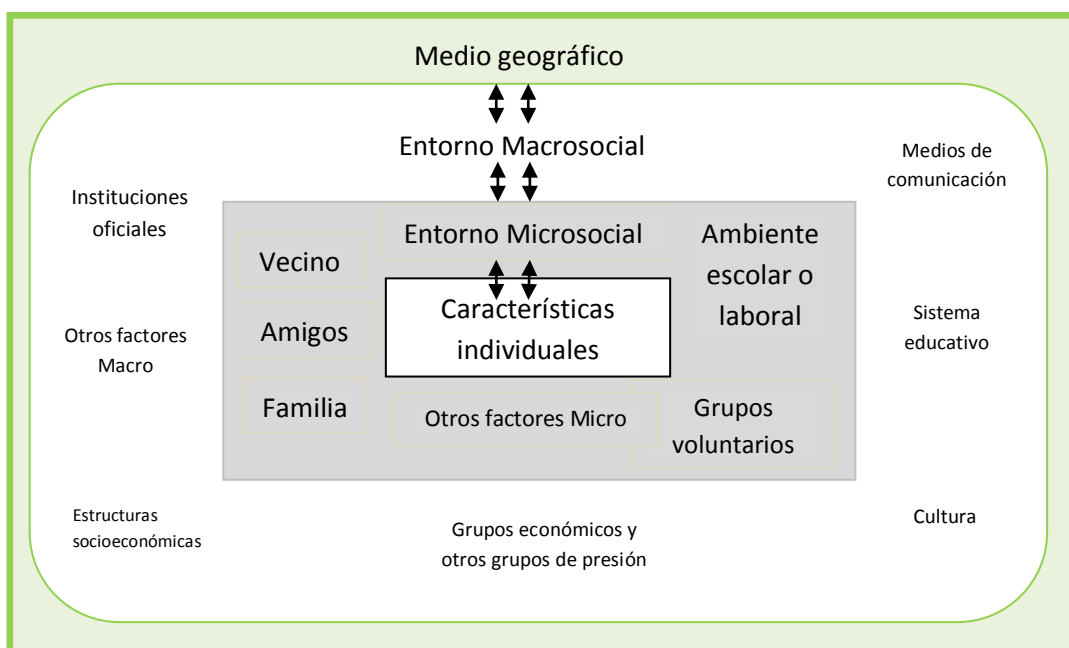 Medio geográfico
Entorno Macrosocial
Medios de
comunicación
Instituciones
oficiales
Entorno Microsocial
Ambiente
escolar o
laboral
Vecino
Características
individuales
Amigos
Otros factores
Macro
Sistema
educativo
Familia
Otros factores Micro
Grupos
voluntarios
Estructuras
socioeconómicas
Grupos económicos y
otros grupos de presión
Cultura